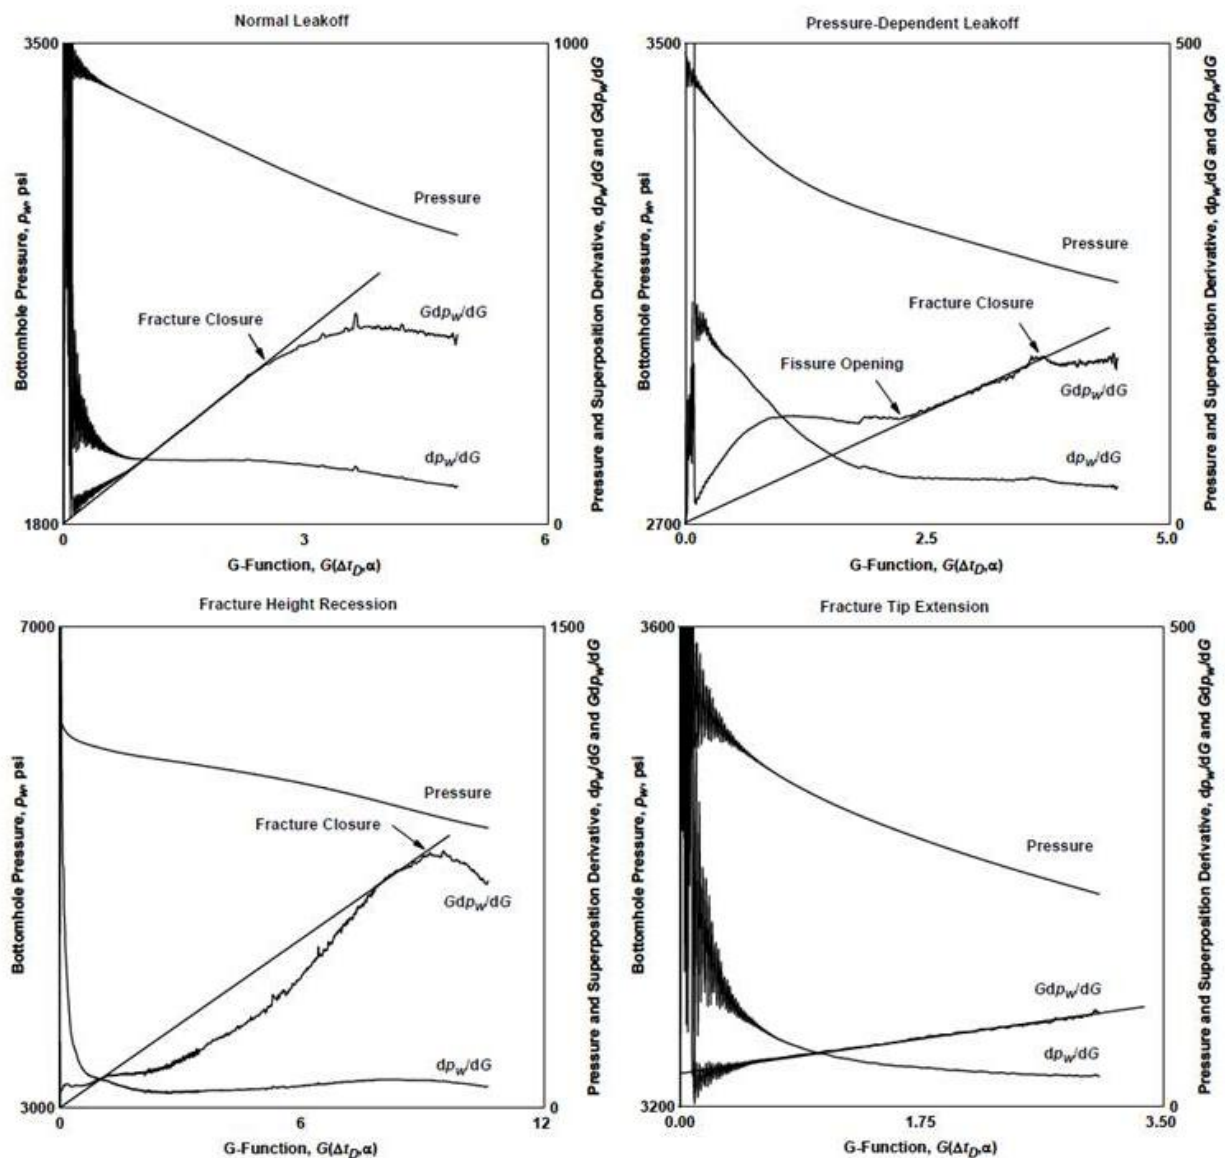 Normal Leakoff
3500
1000
Bottomhole Pressure, pw, psi
Pressure and Superposition Derivative, dpw/dG and Gdpw/dG
Pressure
Fracture Closure
Gdpw/dG
dpw/dG
1800
0
0
3
6
G-Function, G(ΔtD,α)
Pressure-Dependent Leakoff
3500
500
Bottomhole Pressure, pw, psi
Pressure and Superposition Derivative, dpw/dG and Gdpw/dG
Pressure
Fracture Closure
Fissure Opening
Gdpw/dG
dpw/dG
2700
0
0.0
2.5
5.0
G-Function, G(ΔtD,α)
Fracture Height Recession
7000
1500
Bottomhole Pressure, pw, psi
Pressure and Superposition Derivative, dpw/dG and Gdpw/dG
Pressure
Fracture Closure
Gdpw/dG
dpw/dG
3000
0
0
6
12
G-Function, G(ΔtD,α)
Fracture Tip Extension
3600
500
Bottomhole Pressure, pw, psi
Pressure and Superposition Derivative, dpw/dG and Gdpw/dG
Pressure
Gdpw/dG
dpw/dG
3200
0
0.00
1.75
3.50
G-Function, G(ΔtD,α)